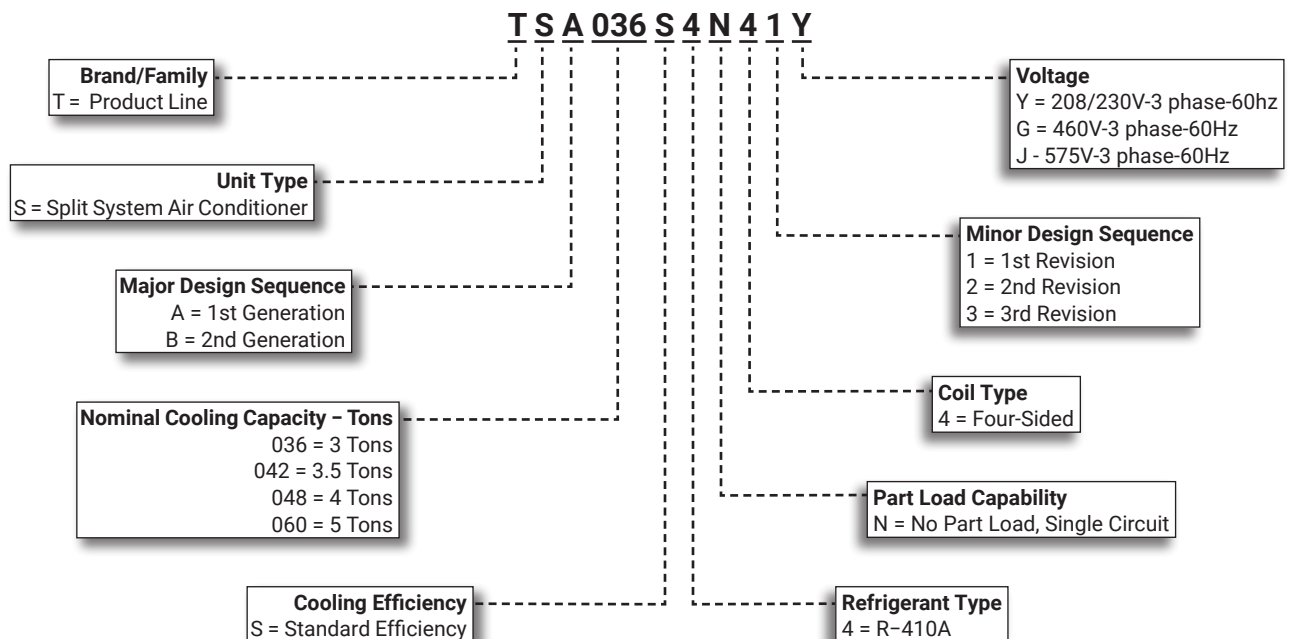 T S A 036 S 4 N 4 1 Y
Brand/Family
T = Product Line
Voltage
Y = 208/230V-3 phase-60hz
G = 460V-3 phase-60Hz
J - 575V-3 phase-60Hz
Unit Type
S = Split System Air Conditioner
Minor Design Sequence
1 = 1st Revision
2 = 2nd Revision
3 = 3rd Revision
Major Design Sequence
A = 1st Generation
B = 2nd Generation
Coil Type
4 = Four-Sided
Nominal Cooling Capacity – Tons
036 = 3 Tons
042 = 3.5 Tons
048 = 4 Tons
060 = 5 Tons
Part Load Capability
N = No Part Load, Single Circuit
Cooling Efficiency
S = Standard Efficiency
Refrigerant Type
4 = R–410A